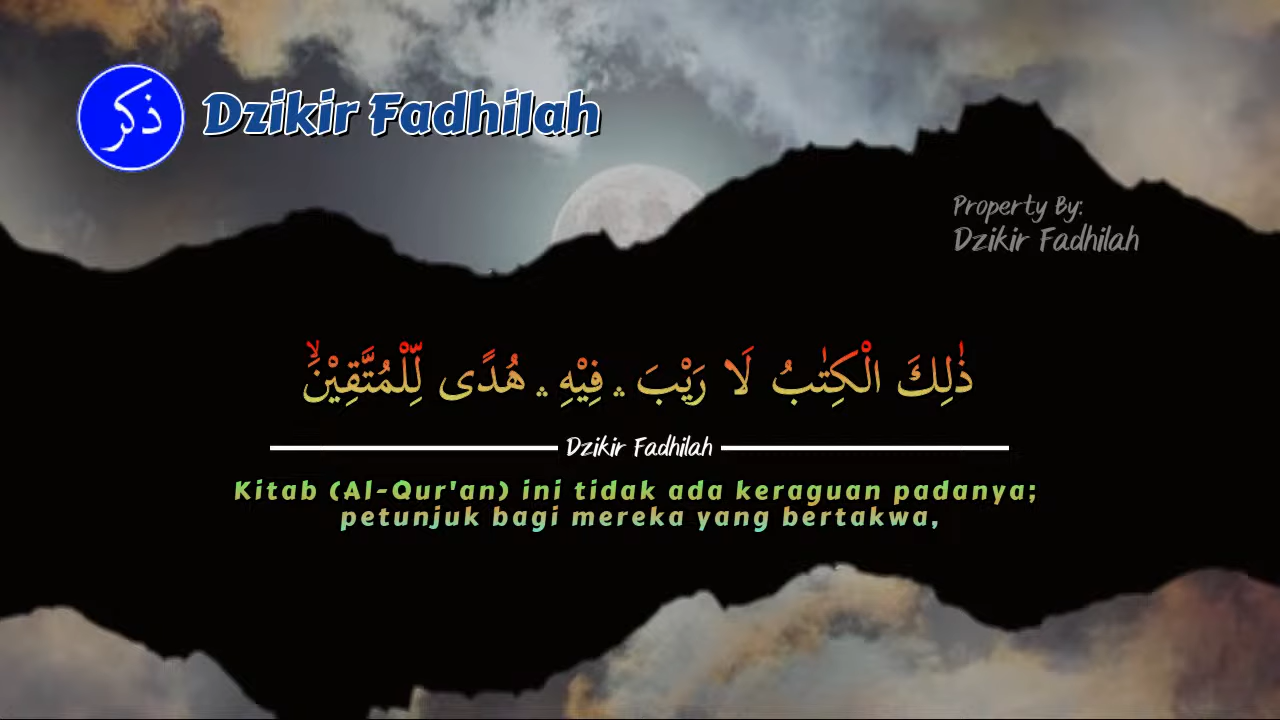 ذكر
Dzikir Fadhilah
Property By:
Dzikir Fadhilah
ذٰلِكَ الْكِتٰبُ لَا رَيْبَ ۛ فِيْهِ ۛ هُدًى لِّلْمُتَّقِيْنَۙ
Dzikir Fadhilah
Kitab (Al-Qur'an) ini tidak ada keraguan padanya;
petunjuk bagi mereka yang bertakwa,